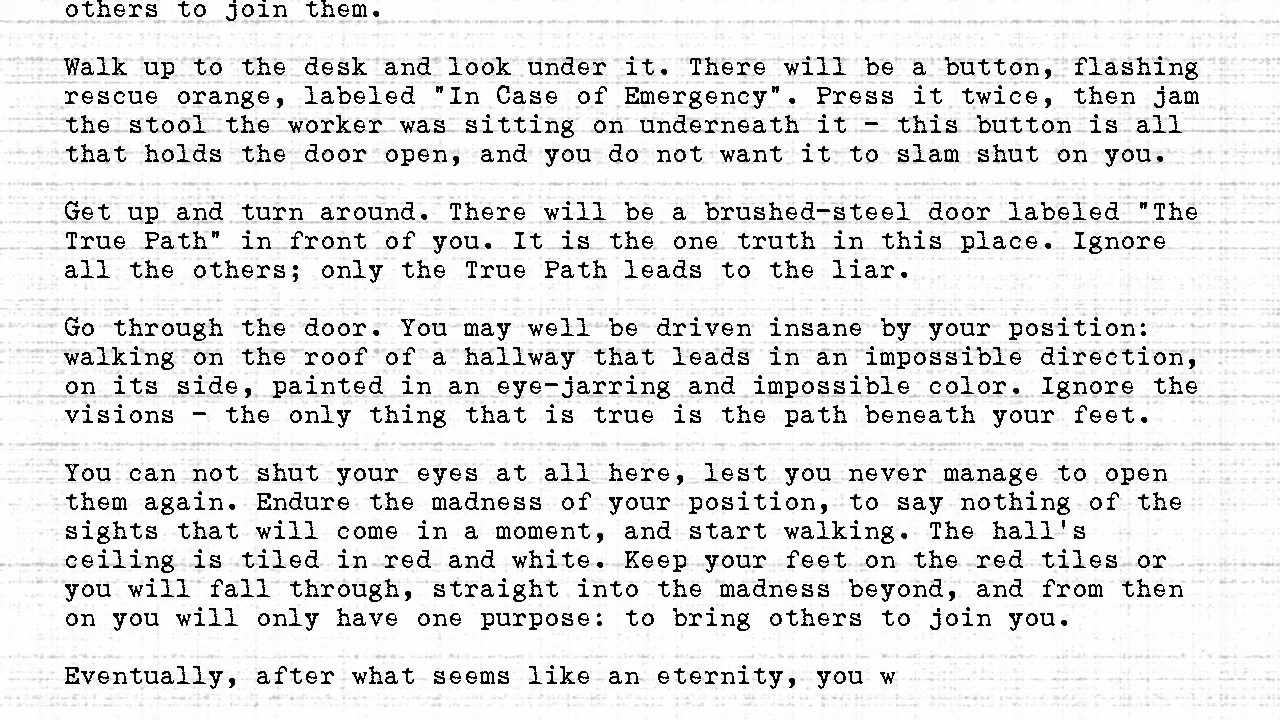 others to join them.
Walk up to the desk and look under it. There will be a button, flashing
rescue orange, labeled "In Case of Emergency". Press it twice, then jam
the stool the worker was sitting on underneath it - this button is all
that holds the door open, and you do not want it to slam shut on you.
Get up and turn around. There will be a brushed-steel door labeled "The
True Path" in front of you. It is the one truth in this place. Ignore
all the others; only the True Path leads to the liar.
Go through the door. You may well be driven insane by your position:
walking on the roof of a hallway that leads in an impossible direction,
on its side, painted in an eye-jarring and impossible color. Ignore the
visions - the only thing that is true is the path beneath your feet.
You can not shut your eyes at all here, lest you never manage to open
them again. Endure the madness of your position, to say nothing of the
sights that will come in a moment, and start walking. The hall's
ceiling is tiled in red and white. Keep your feet on the red tiles or
you will fall through, straight into the madness beyond, and from then
on you will only have one purpose: to bring others to join you.
Eventually, after what seems like an eternity, you w